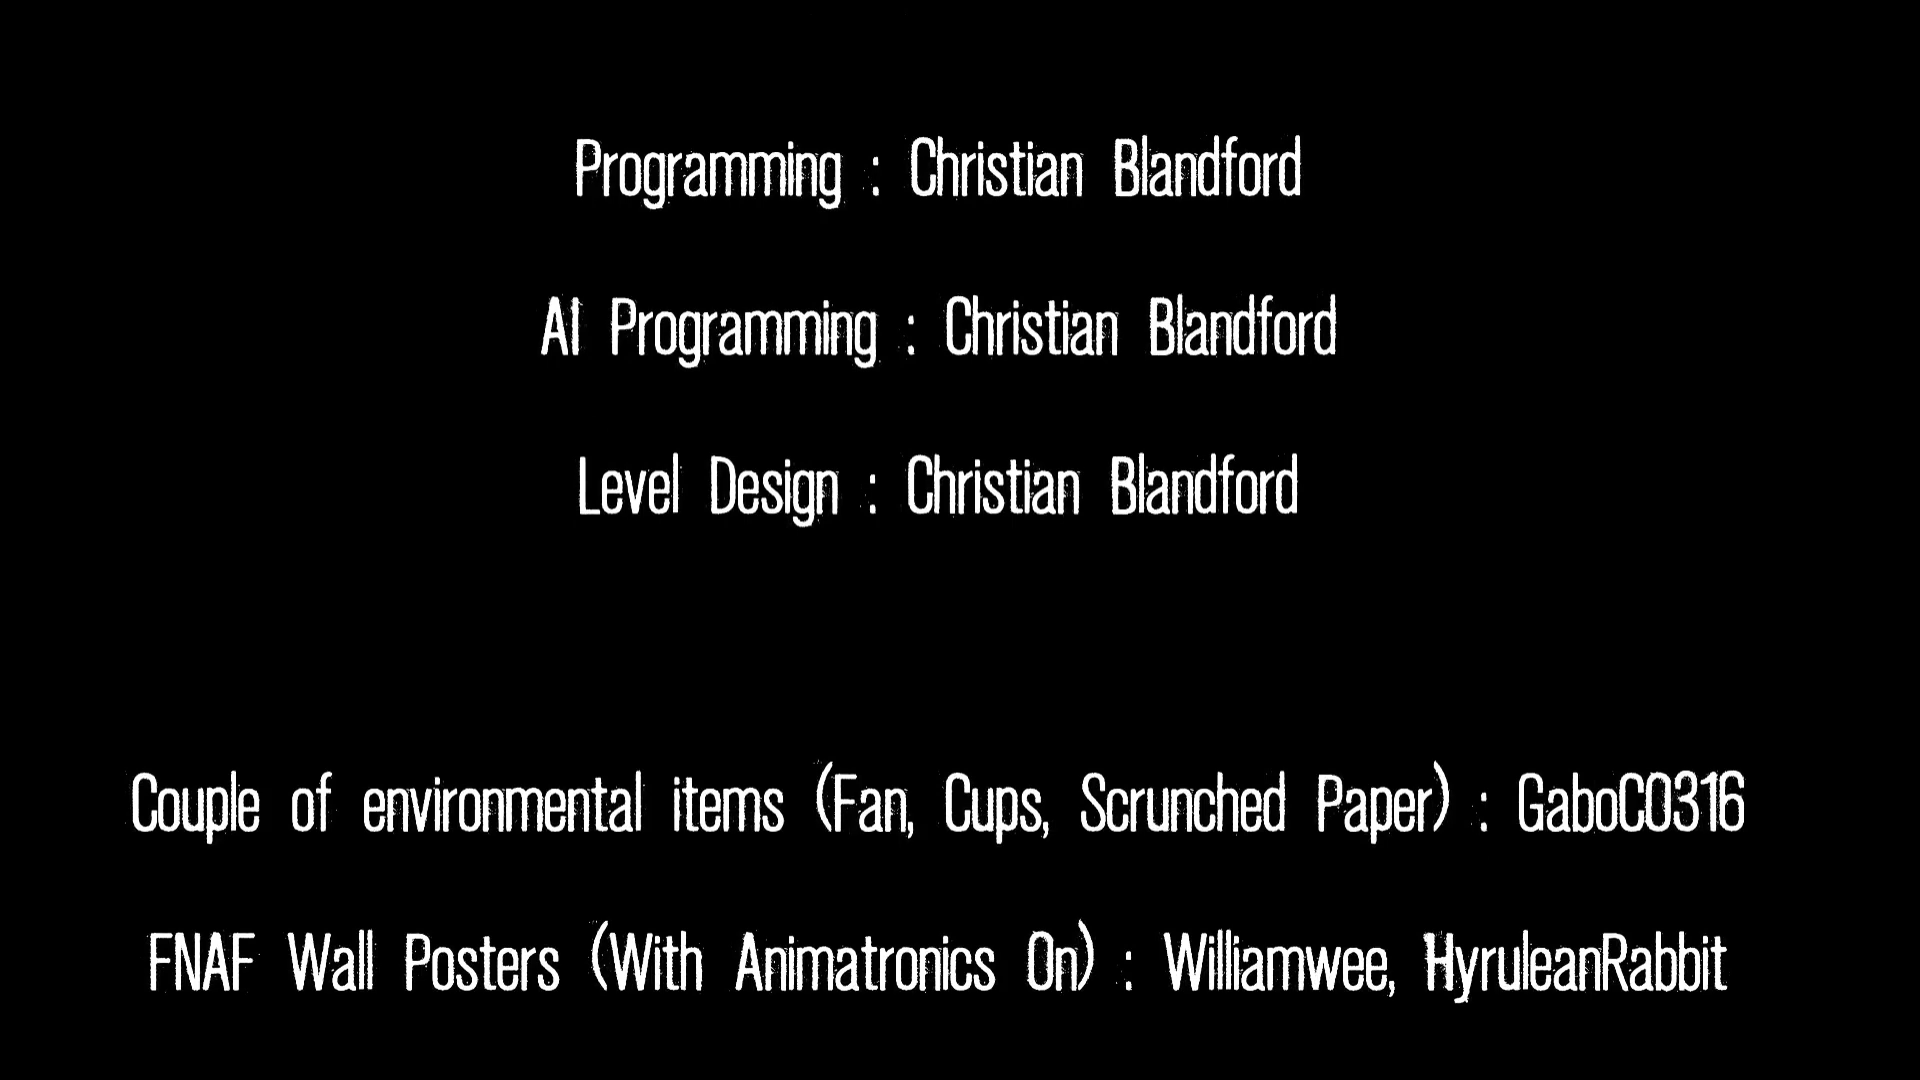 Programming : Christian Blandford
AI Programming : Christian Blandford
Level Design : Christian Blandford
Couple of environmental items (Fan, Cups, Scrunched Paper) : GaboCO316
FNAF Wall Posters (With Animatronics On) : Williamwee, HyruleanRabbit